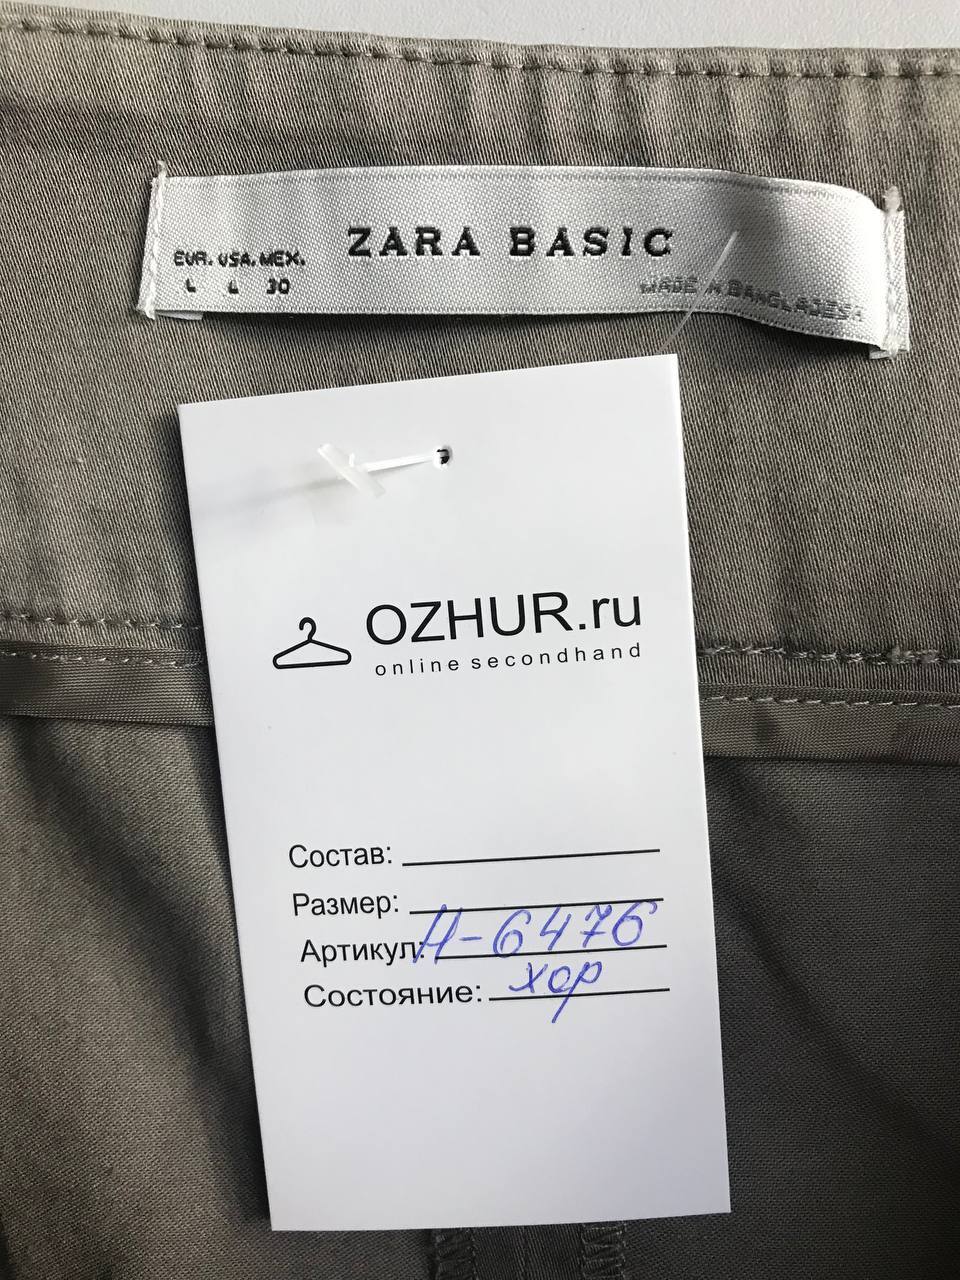 ZARA BASIC
EUR. USA. MEX.
L L 30
MADE IN BANGLADESH
OZHUR.ru
online secondhand
Состав:
Размер:
Артикул: Н-6476
Состояние: хор